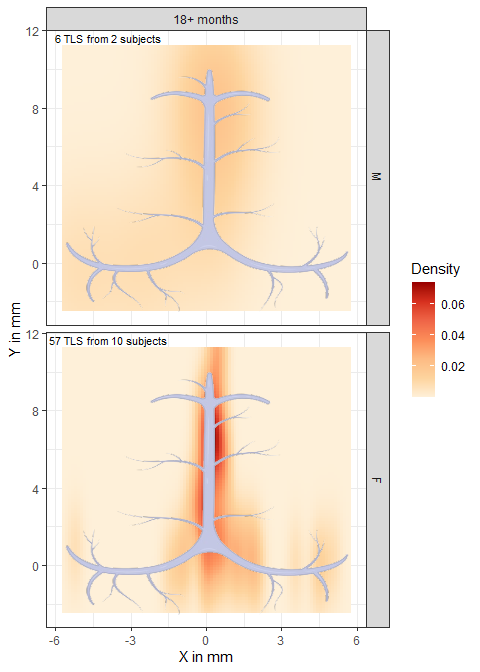 18+ months
6 TLS from 2 subjects
12
8
4
0
M
57 TLS from 10 subjects
12
8
4
0
F
-6
-3
0
3
6
X in mm
Y in mm
Density
0.06
0.04
0.02